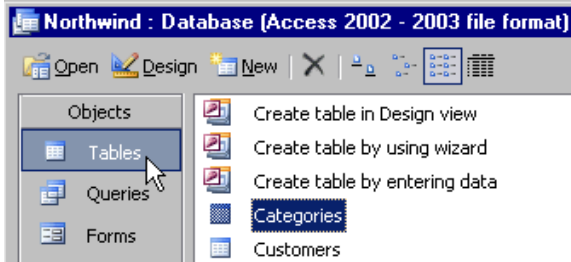 Northwind : Database (Access 2002 - 2003 file format)
Open Design New
Objects
Tables
Queries
Forms
Create table in Design view
Create table by using wizard
Create table by entering data
Categories
Customers